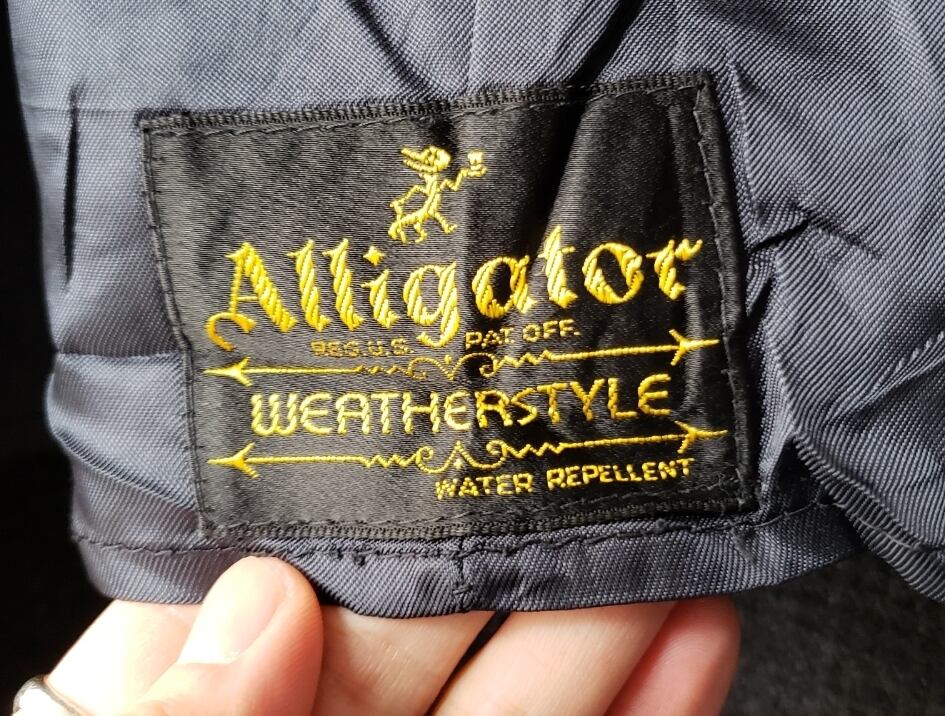 Alligator
REG. U.S. PAT. OFF.
WEATHERSTYLE
WATER REPELLENT